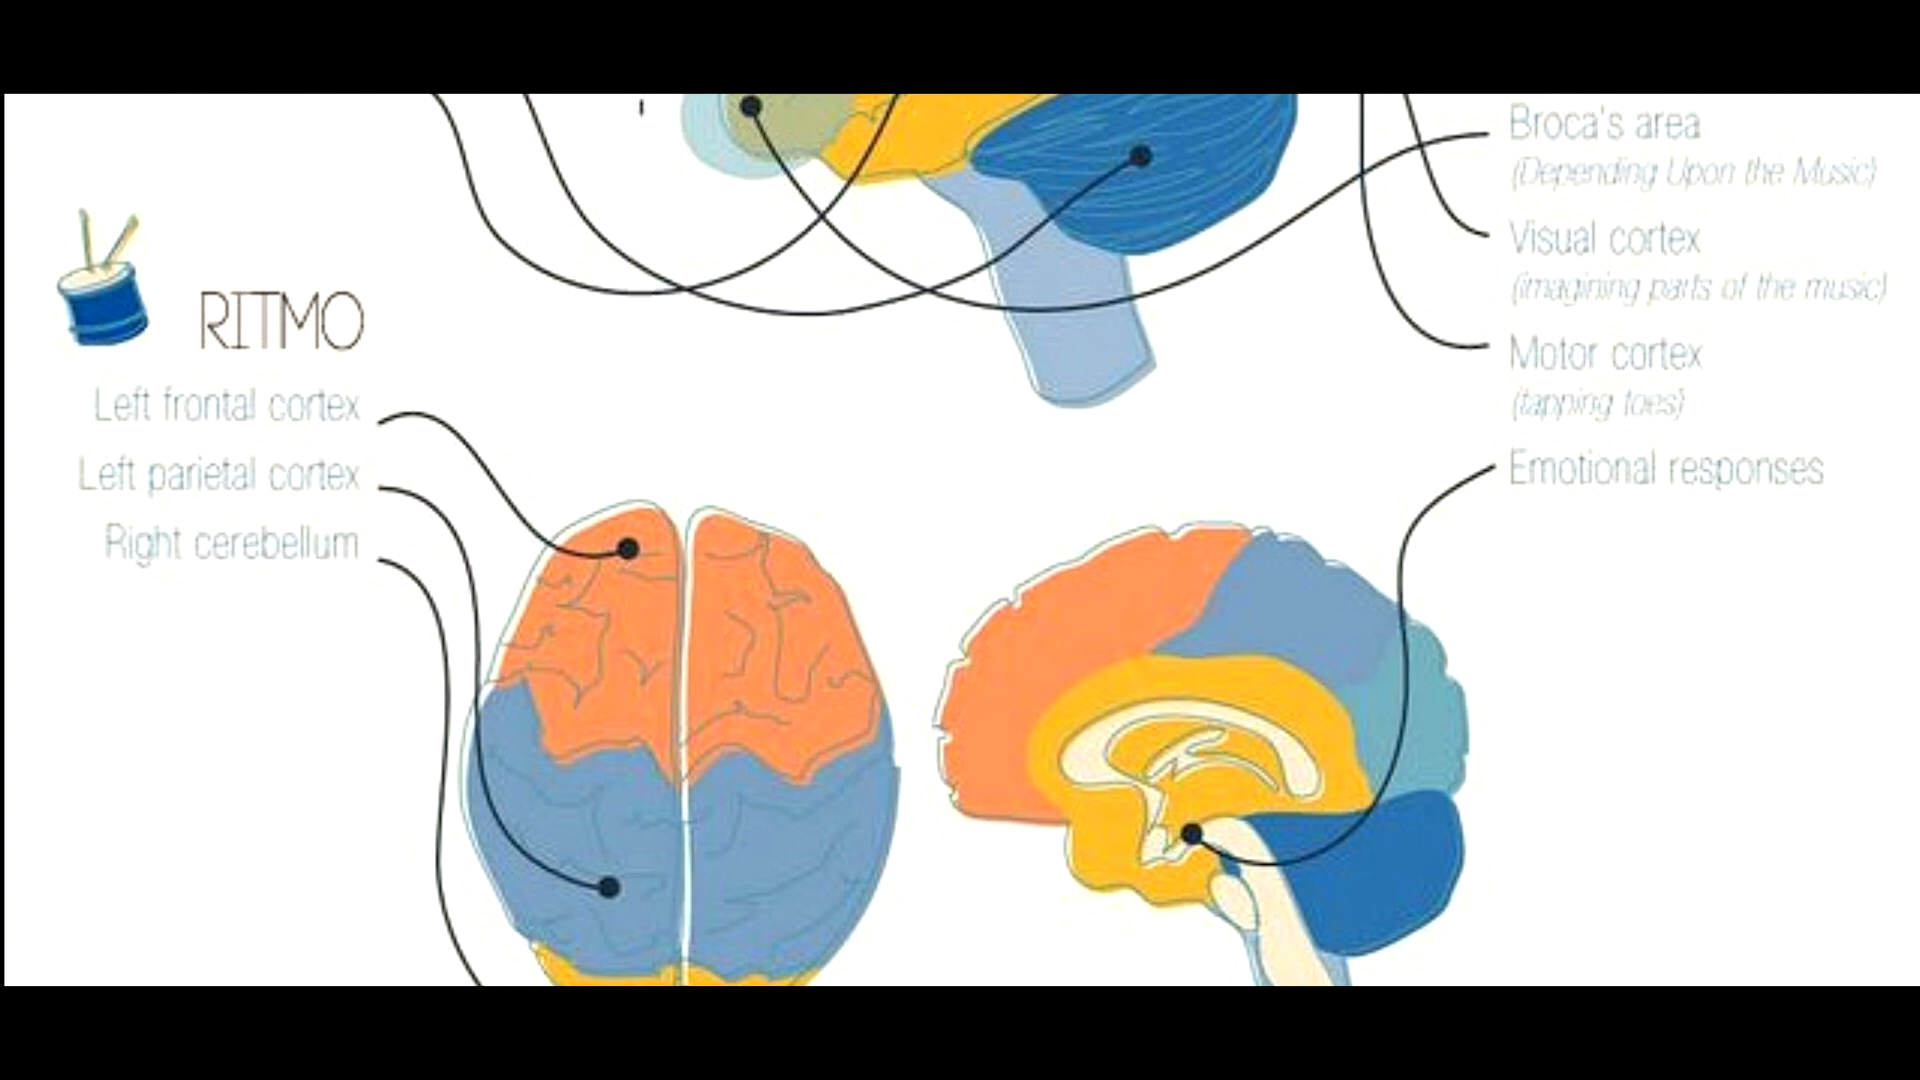 RITMO
Left frontal cortex
Left parietal cortex
Right cerebellum
Broca's area
(Depending Upon the Music)
Visual cortex
(imagining parts of the music)
Motor cortex
(tapping toes)
Emotional responses